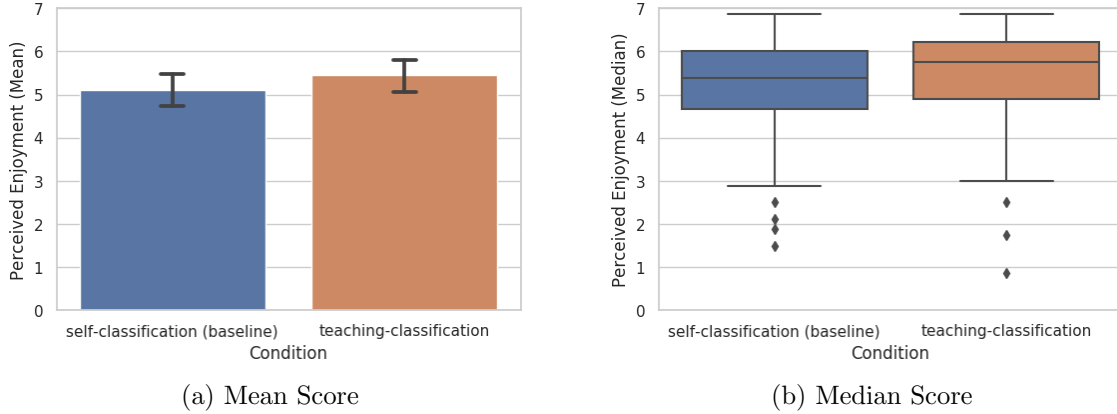 Perceived Enjoyment (Mean)
7
6
5
4
3
2
1
0
self-classification (baseline)
teaching-classification
Condition
(a) Mean Score
Perceived Enjoyment (Median)
7
6
5
4
3
2
1
0
self-classification (baseline)
teaching-classification
Condition
(b) Median Score